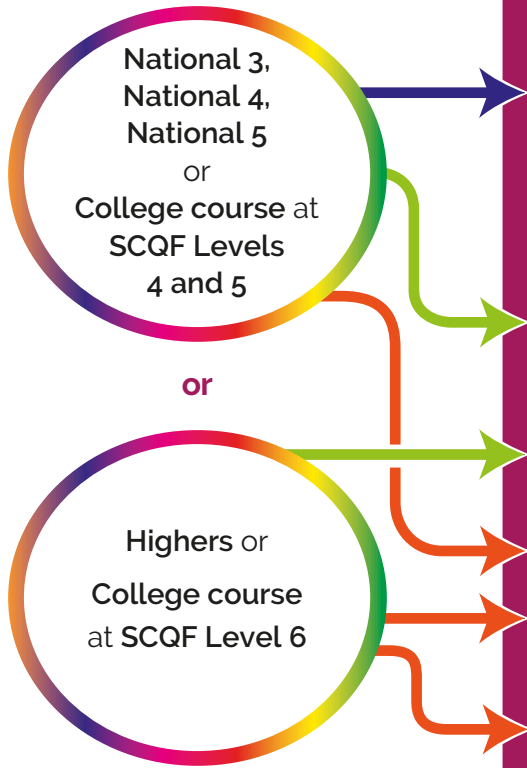 National 3,
National 4,
National 5
or
College course at
SCQF Levels
4 and 5
or
Highers or
College course
at SCQF Level 6